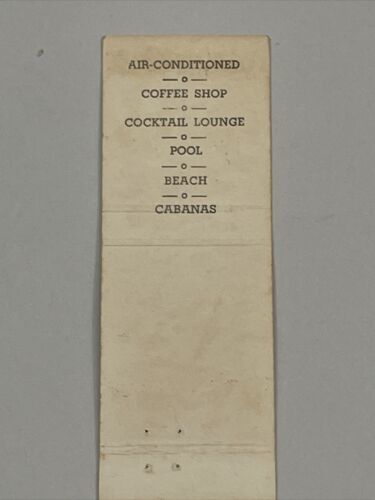 AIR-CONDITIONED
COFFEE SHOP
COCKTAIL LOUNGE
POOL
BEACH
CABANAS